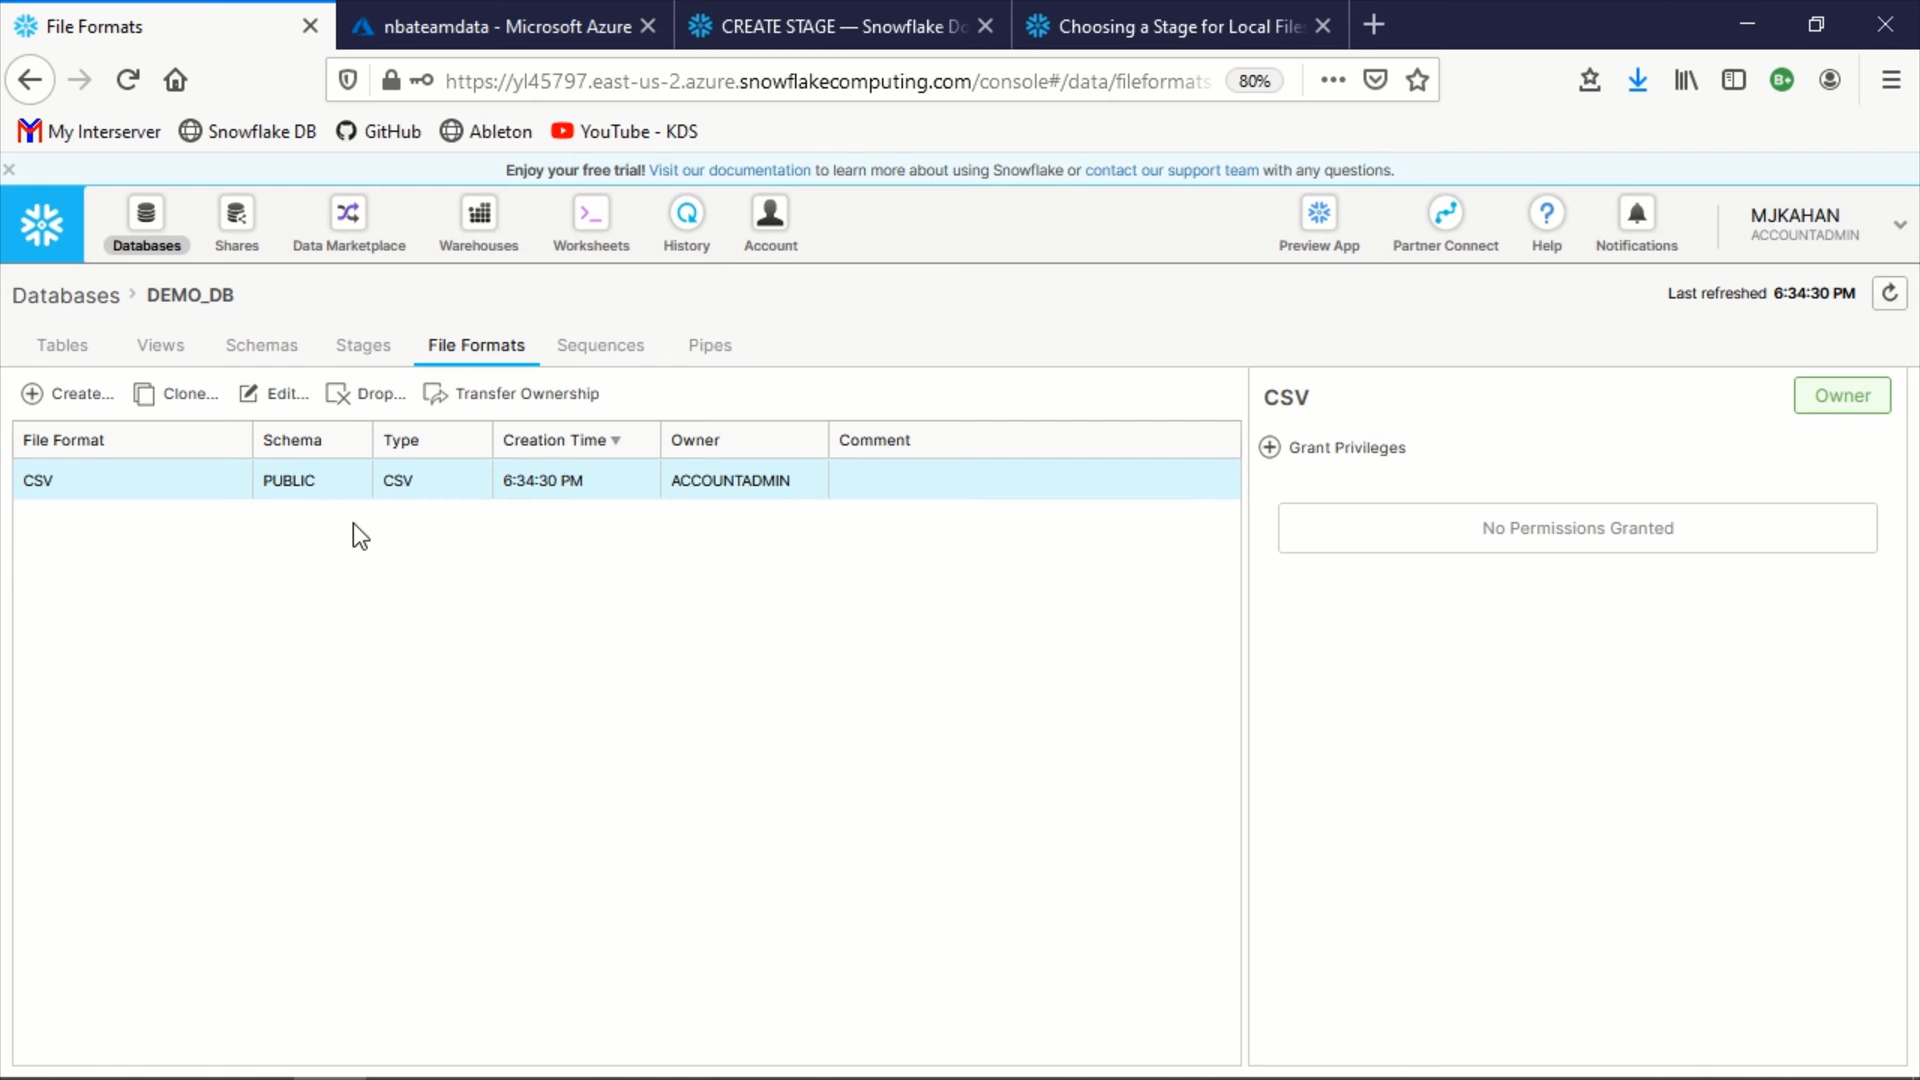 File Formats
nbateamdata - Microsoft Azure
CREATE STAGE — Snowflake Do
Choosing a Stage for Local File
https://yl45797.east-us-2.azure.snowflakecomputing.com/console#/data/fileformats
80%
My Interserver
Snowflake DB
GitHub
Ableton
YouTube - KDS
Enjoy your free trial! Visit our documentation to learn more about using Snowflake or contact our support team with any questions.
Databases
Shares
Data Marketplace
Warehouses
Worksheets
History
Account
Preview App
Partner Connect
Help
Notifications
MJKAHAN
ACCOUNTADMIN
Databases
DEMO_DB
Last refreshed 6:34:30 PM
Tables
Views
Schemas
Stages
File Formats
Sequences
Pipes
Create...
Clone...
Edit...
Drop...
Transfer Ownership
CSV
Owner
File Format
Schema
Type
Creation Time
Owner
Comment
Grant Privileges
CSV
PUBLIC
CSV
6:34:30 PM
ACCOUNTADMIN
No Permissions Granted